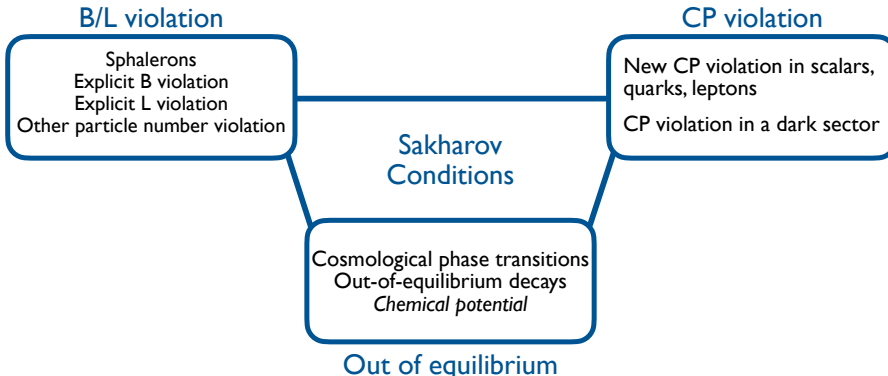 B/L violation
Sphalerons
Explicit B violation
Explicit L violation
Other particle number violation
CP violation
New CP violation in scalars,
quarks, leptons
CP violation in a dark sector
Sakharov
Conditions
Cosmological phase transitions
Out-of-equilibrium decays
Chemical potential
Out of equilibrium